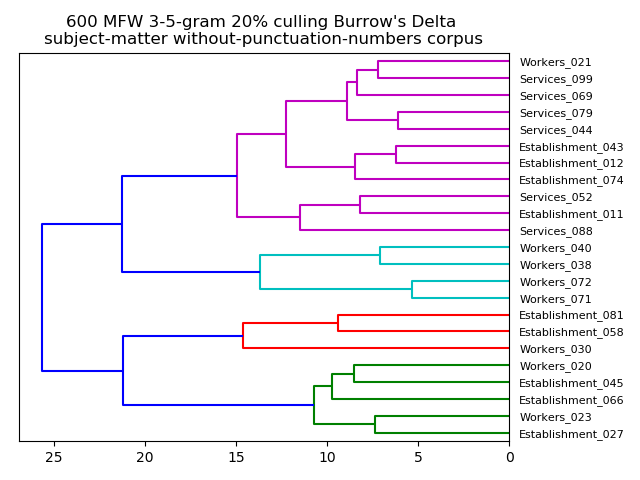 600 MFW 3-5-gram 20% culling Burrow's Delta
subject-matter without-punctuation-numbers corpus
Workers_021
Services_099
Services_069
Services_079
Services_044
Establishment_043
Establishment_012
Establishment_074
Services_052
Establishment_011
Services_088
Workers_040
Workers_038
Workers_072
Workers_071
Establishment_081
Establishment_058
Workers_030
Workers_020
Establishment_045
Establishment_066
Workers_023
Establishment_027
25 20 15 10 5 0